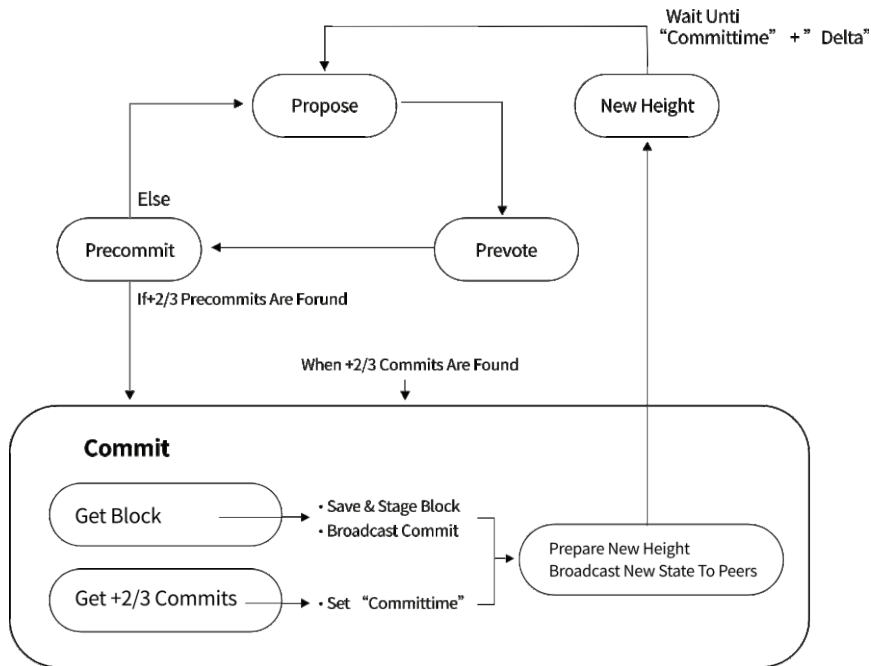 Wait Unti
“Committime” + ” Delta”
Propose
New Height
Else
Precommit
Prevote
If+2/3 Precommits Are Forund
When +2/3 Commits Are Found
Commit
Get Block
· Save & Stage Block
· Broadcast Commit
Prepare New Height
Broadcast New State To Peers
Get +2/3 Commits
· Set “Committime”